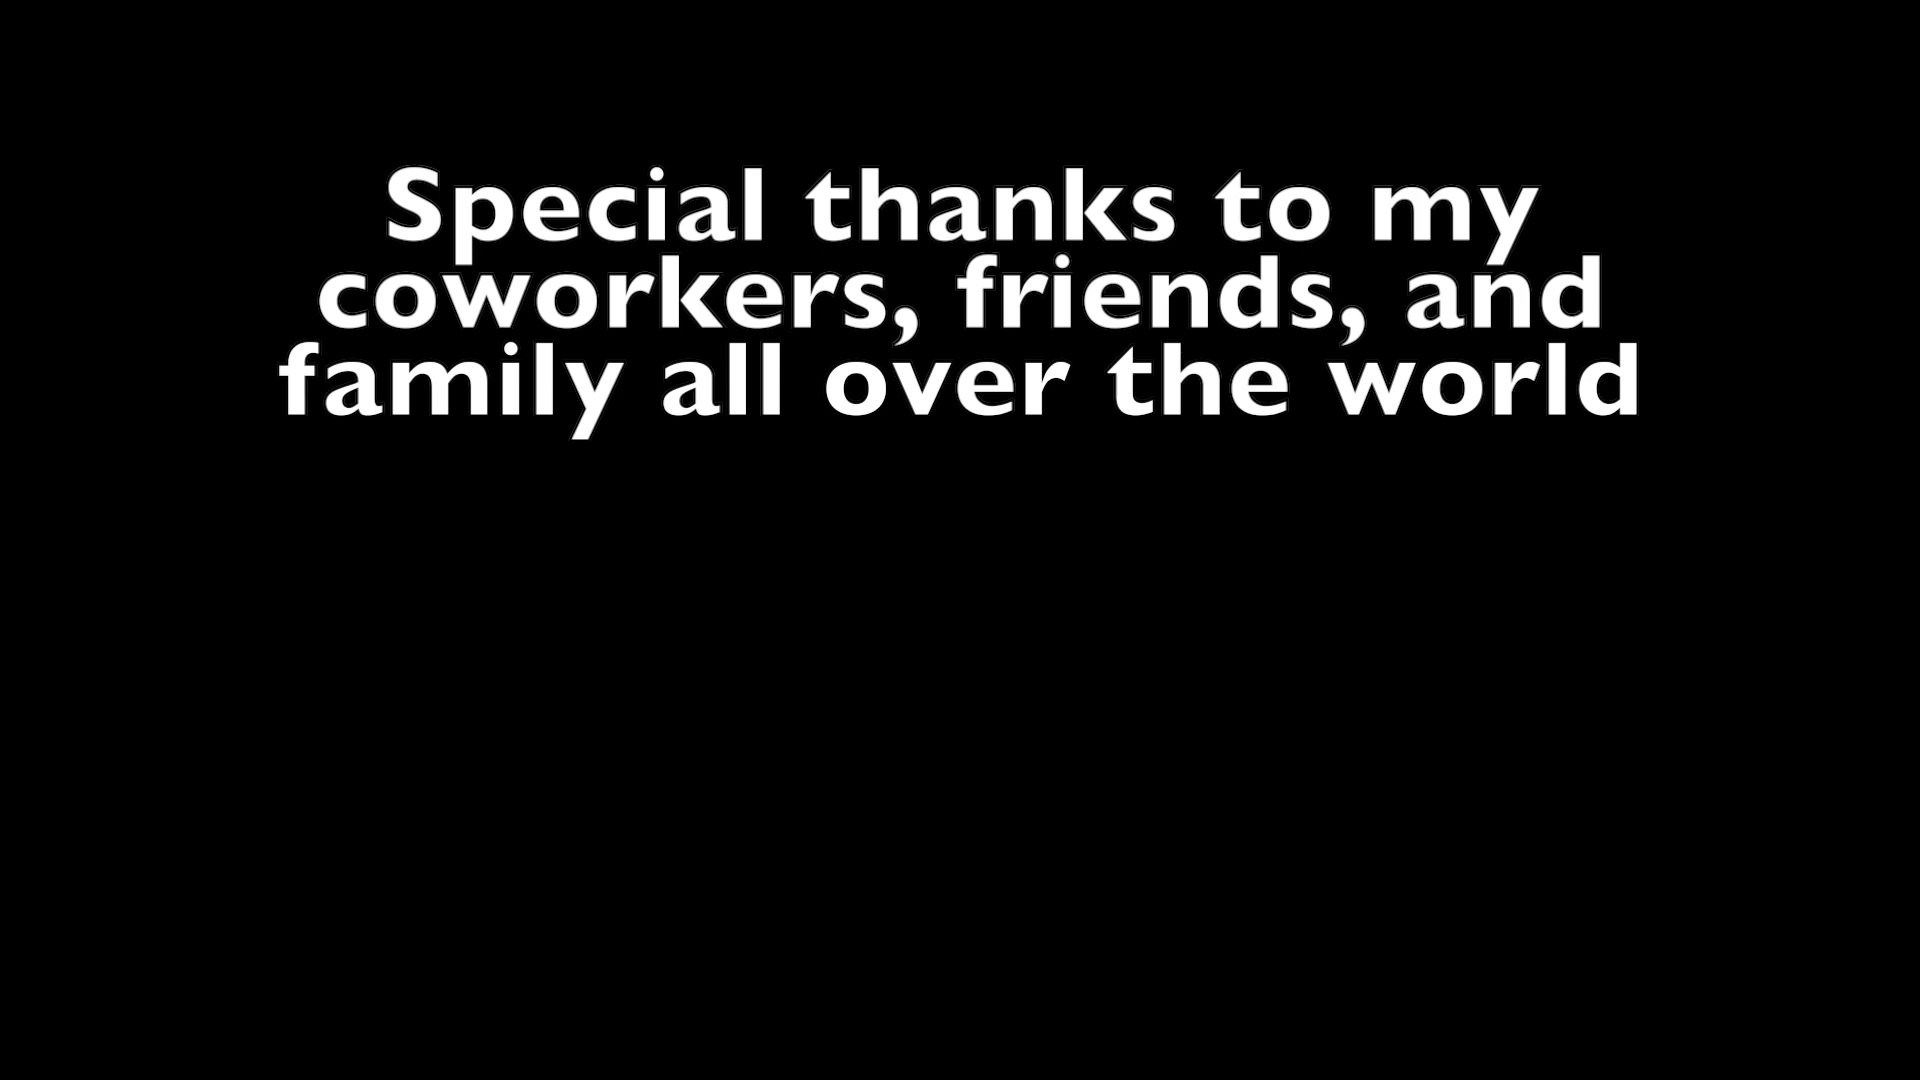 Special thanks to my
coworkers, friends, and
family all over the world